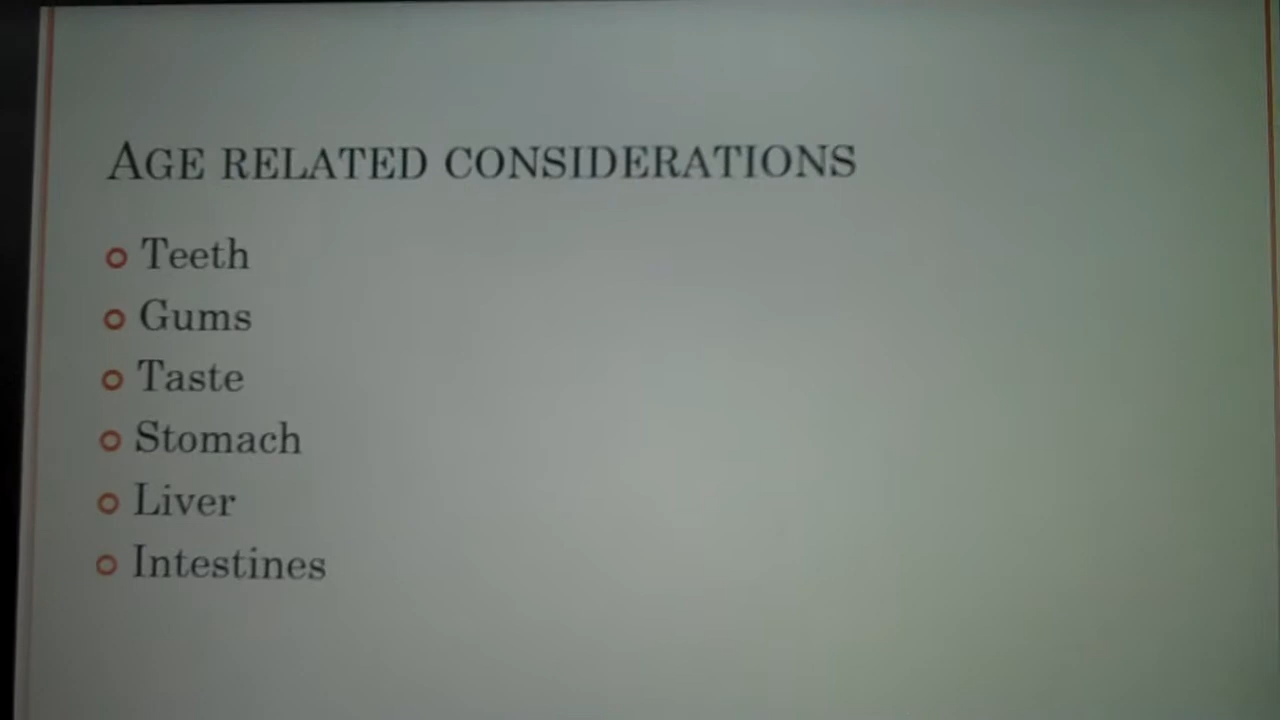 AGE RELATED CONSIDERATIONS
Teeth
Gums
Taste
Stomach
Liver
Intestines